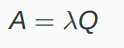 A = λQ